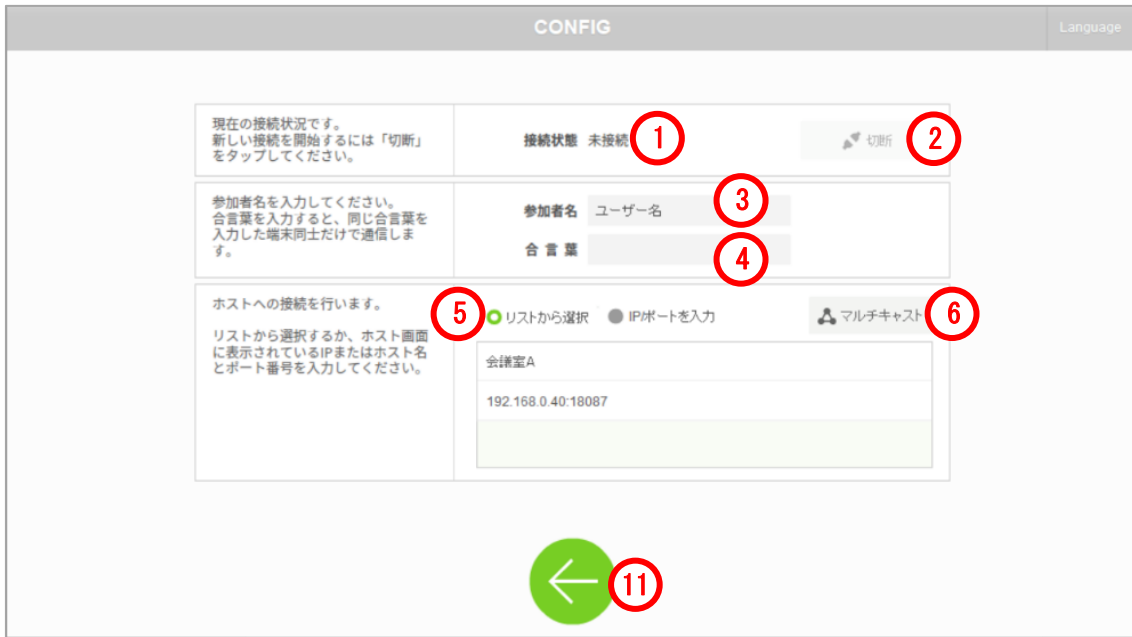 CONFIG
Language
現在の接続状況です。
新しい接続を開始するには「切断」
をタップしてください。
接続状態 未接続
1
切断
2
参加者名を入力してください。
合言葉を入力すると、同じ合言葉を
入力した端末同士だけで通信しま
す。
参加者名 ユーザー名
3
合言葉
4
ホストへの接続を行います。
リストから選択するか、ホスト画面
に表示されているIPまたはホスト名
とポート番号を入力してください。
5
リストから選択 IP/ポートを入力
マルチキャスト
6
会議室A
192.168.0.40:18087
11